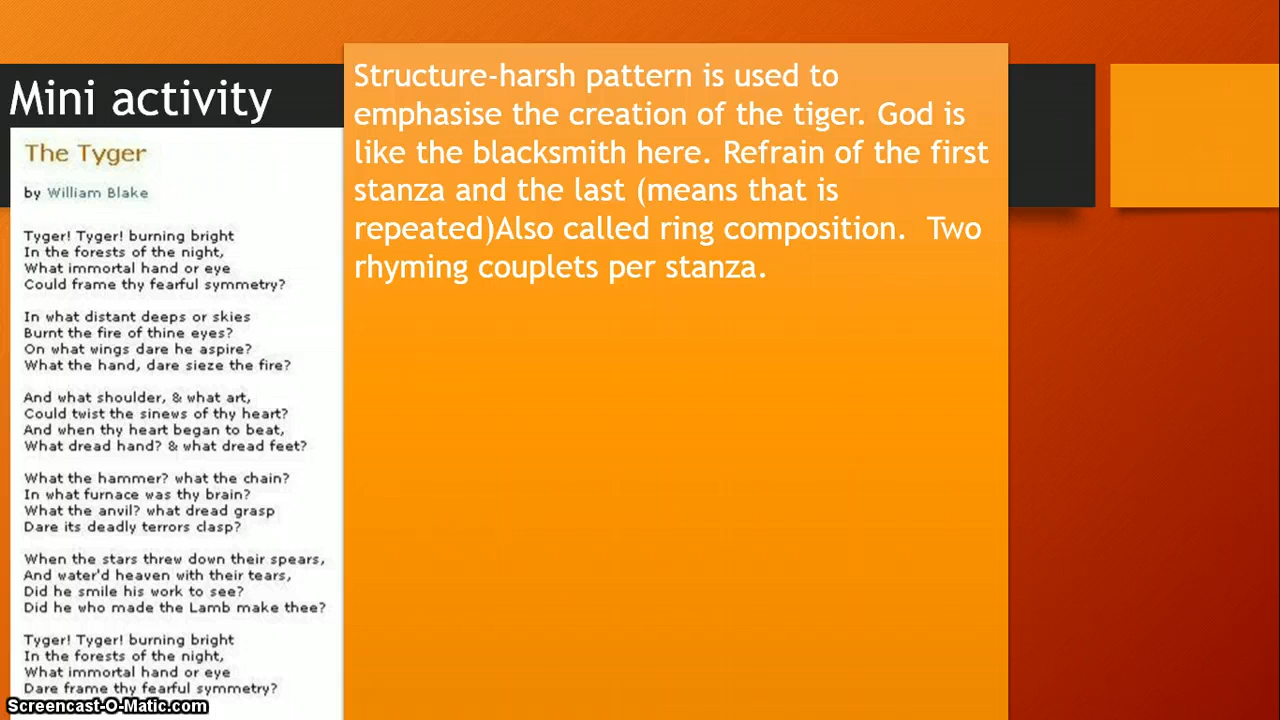 Mini activity
The Tyger
by William Blake
Tyger! Tyger! burning bright
In the forests of the night,
What immortal hand or eye
Could frame thy fearful symmetry?
In what distant deeps or skies
Burnt the fire of thine eyes?
On what wings dare he aspire?
What the hand, dare sieze the fire?
And what shoulder, & what art,
Could twist the sinews of thy heart?
And when thy heart began to beat,
What dread hand? & what dread feet?
What the hammer? what the chain?
In what furnace was thy brain?
What the anvil? what dread grasp
Dare its deadly terrors clasp?
When the stars threw down their spears,
And water'd heaven with their tears,
Did he smile his work to see?
Did he who made the Lamb make thee?
Tyger! Tyger! burning bright
In the forests of the night,
What immortal hand or eye
Dare frame thy fearful symmetry?
Structure-harsh pattern is used to
emphasise the creation of the tiger. God is
like the blacksmith here. Refrain of the first
stanza and the last (means that is
repeated)Also called ring composition. Two
rhyming couplets per stanza.
Screencast-O-Matic.com